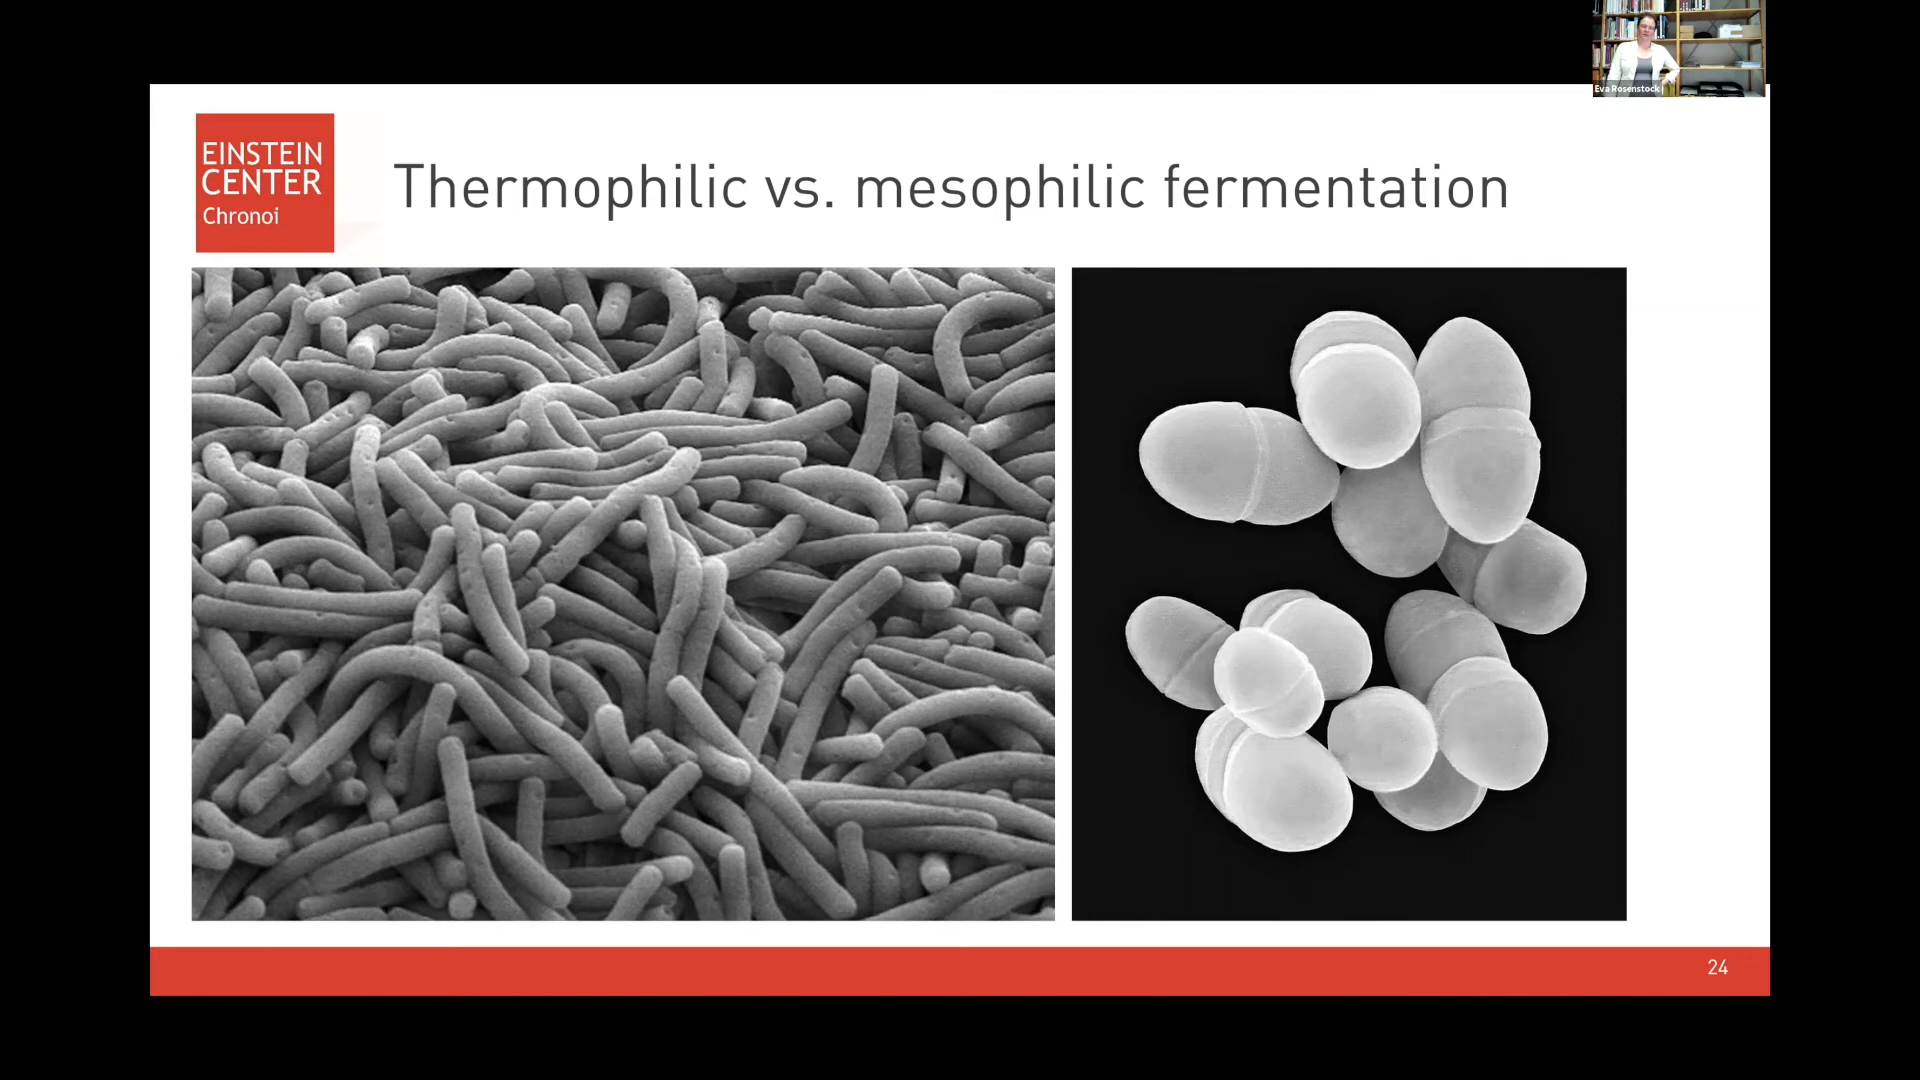 Eva Rosenstock
EINSTEIN
CENTER
Chronoi
Thermophilic vs. mesophilic fermentation
24